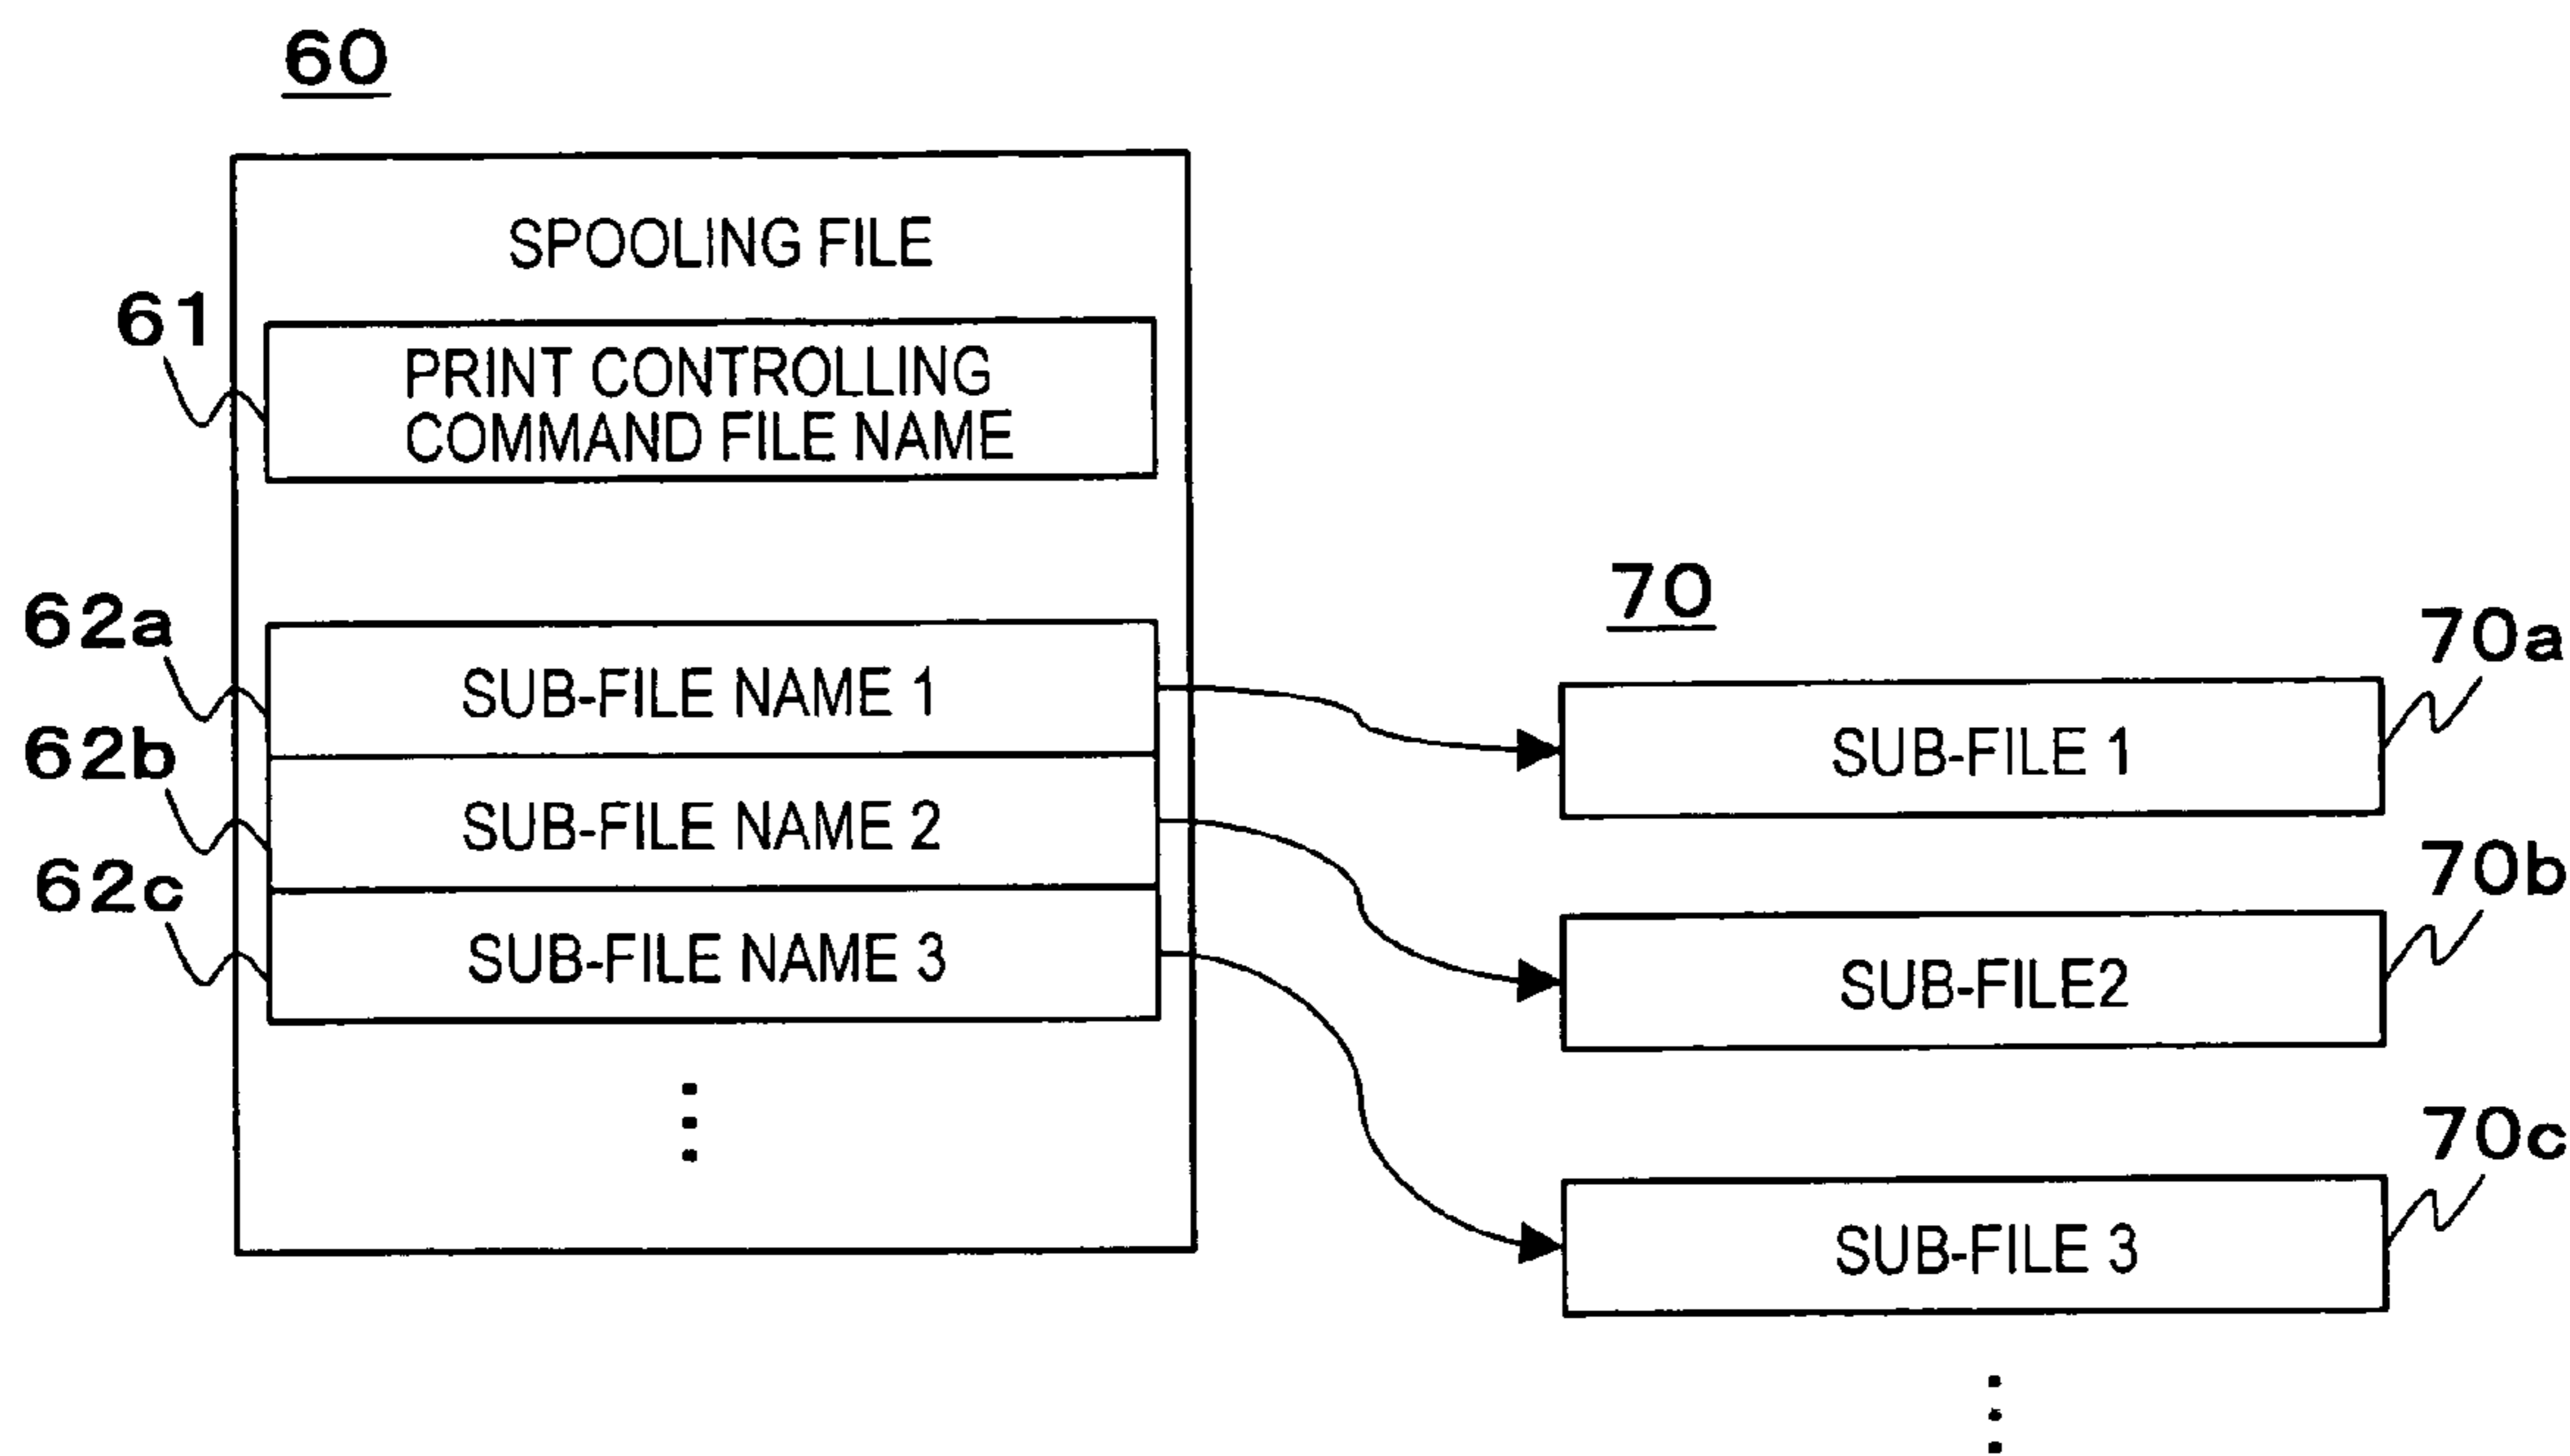 60
SPOOLING FILE
61
PRINT CONTROLLING
COMMAND FILE NAME
62a
SUB-FILE NAME 1
62b
SUB-FILE NAME 2
62c
SUB-FILE NAME 3
70
70a
SUB-FILE 1
70b
SUB-FILE2
70c
SUB-FILE 3